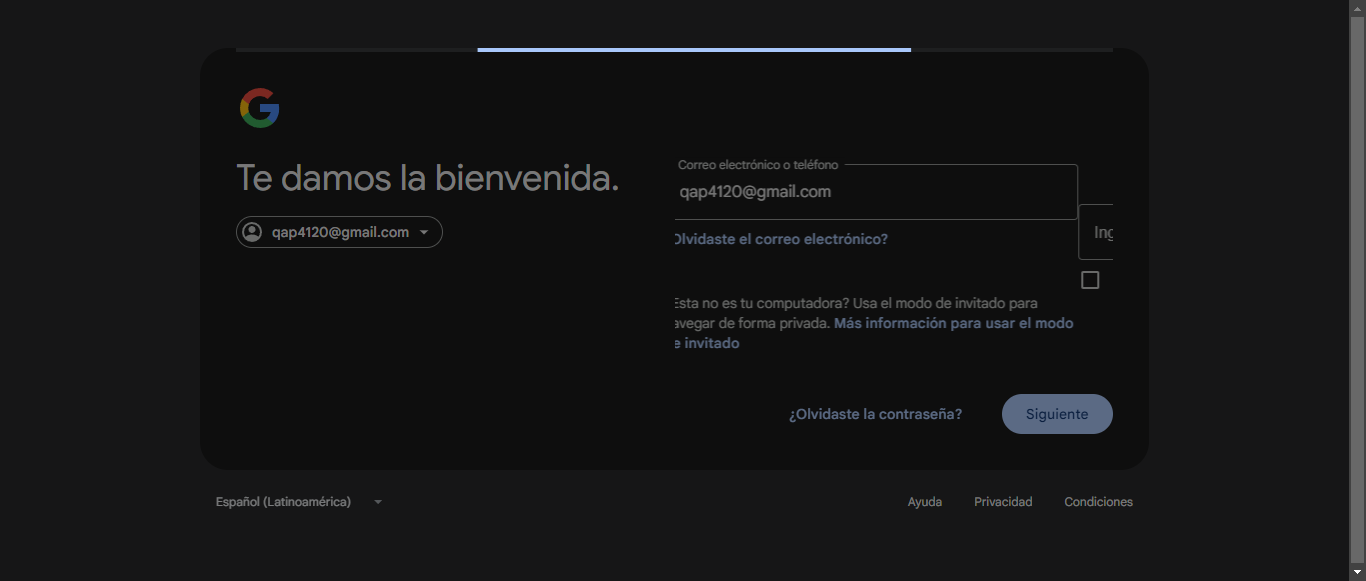 Te damos la bienvenida.
qap4120@gmail.com
Correo electrónico o teléfono
qap4120@gmail.com
Olvidaste el correo electrónico?
Ing
Esta no es tu computadora? Usa el modo de invitado para
avegar de forma privada. Más información para usar el modo
e invitado
¿Olvidaste la contraseña?
Siguiente
Español (Latinoamérica)
Ayuda
Privacidad
Condiciones